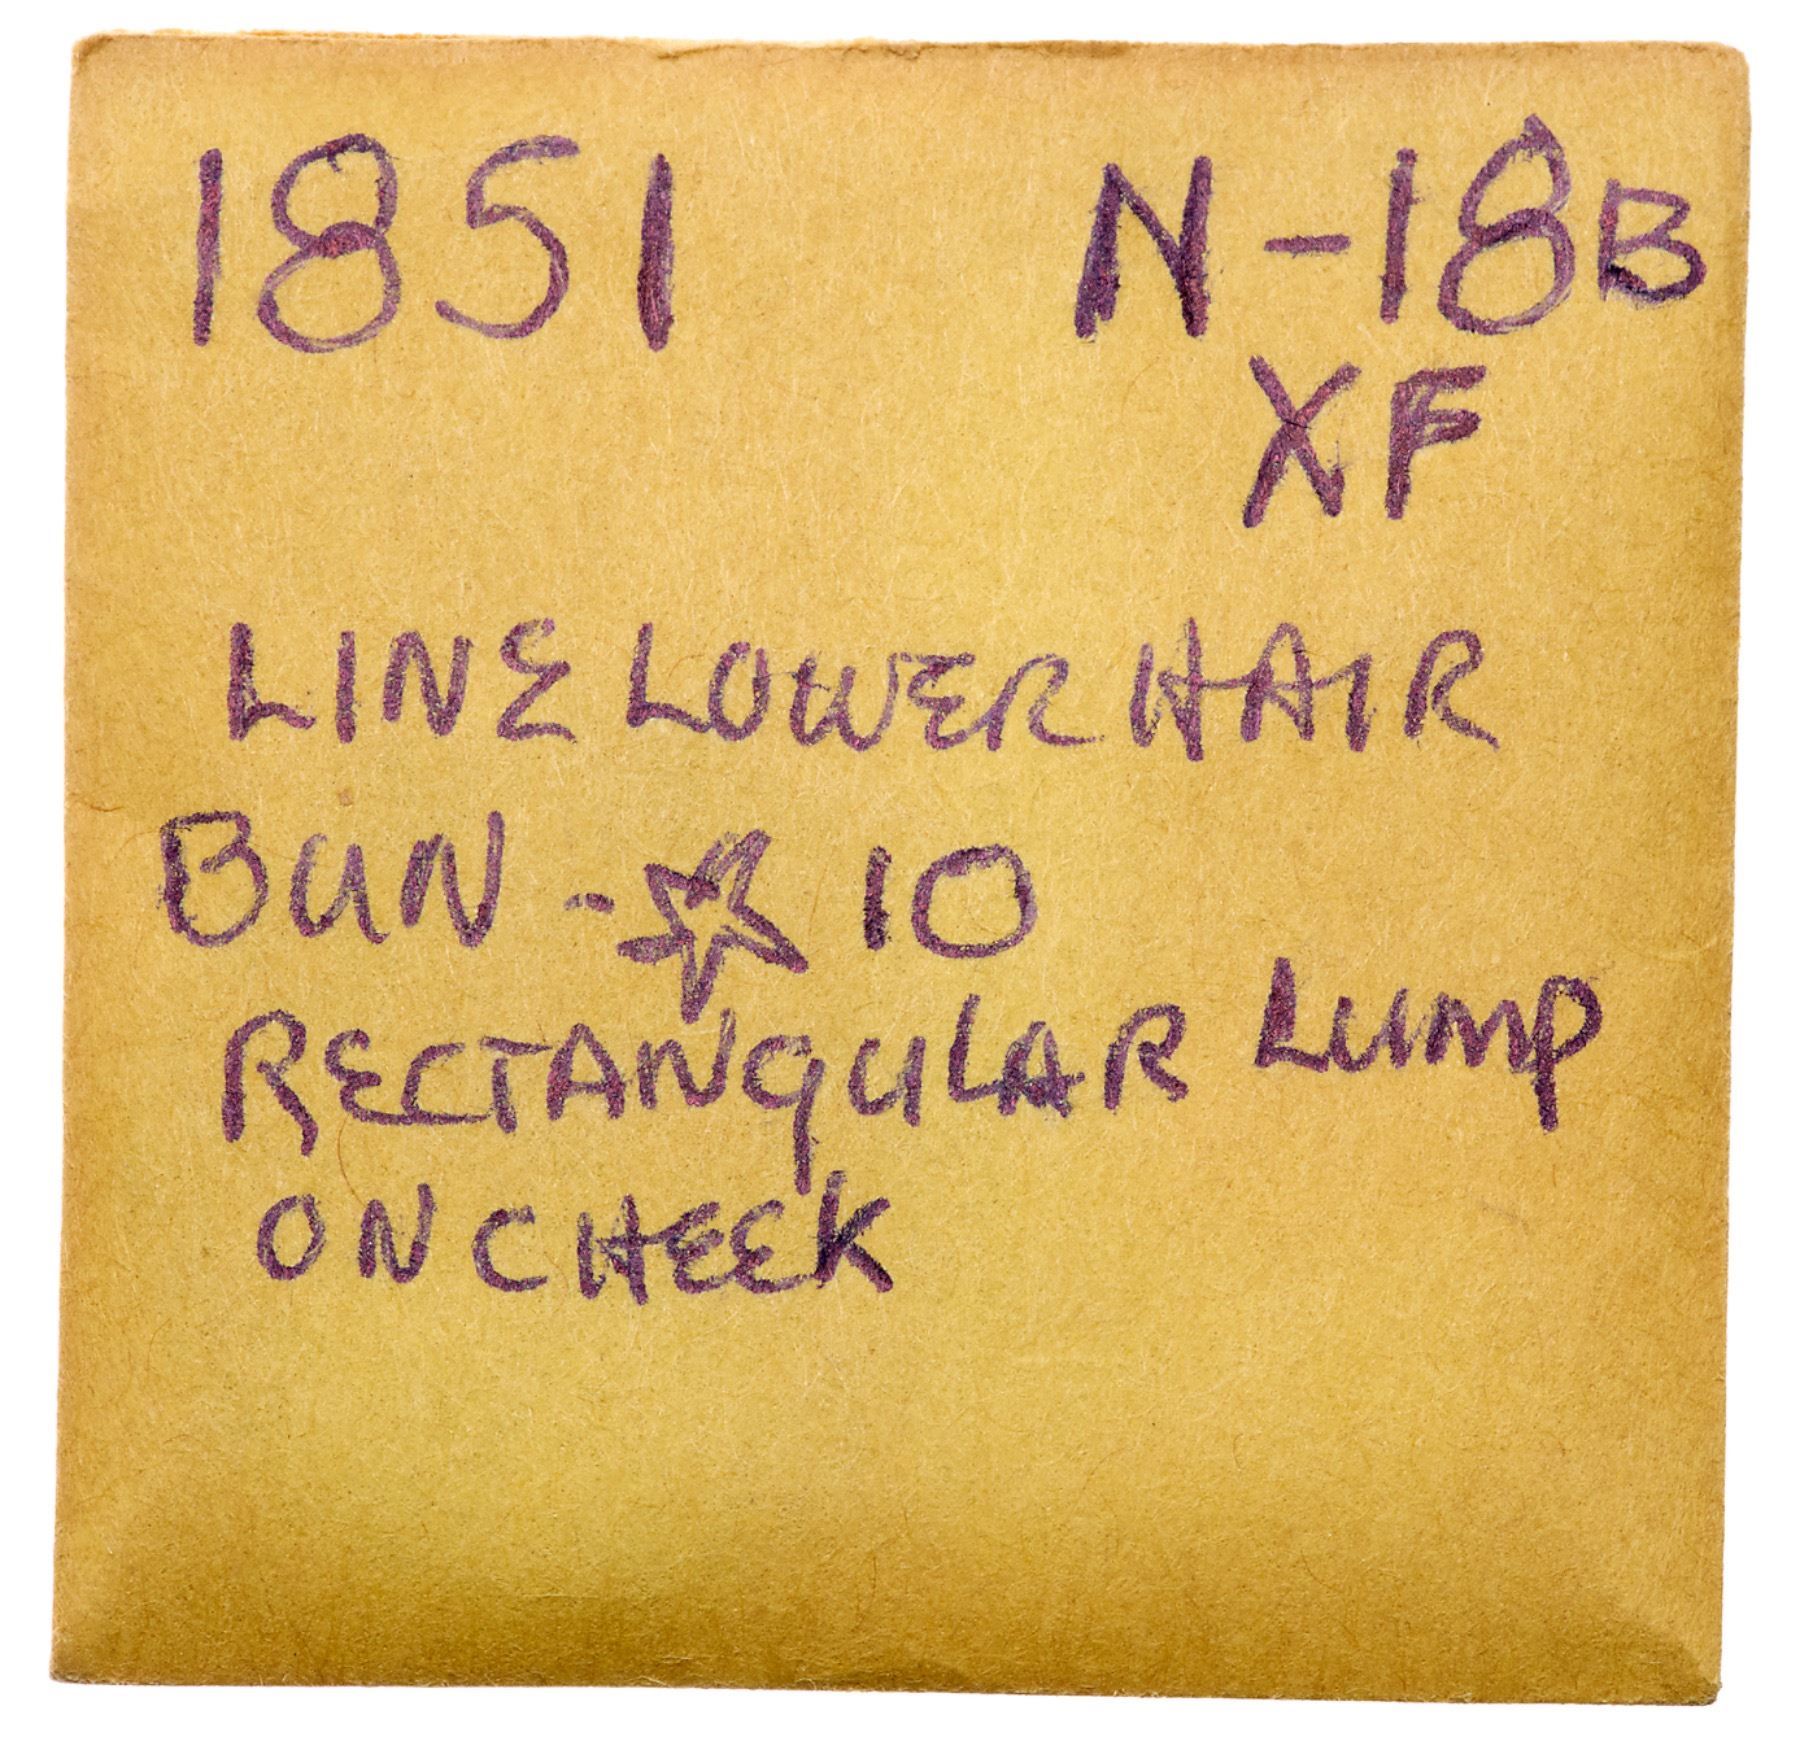 1851 N-18B
XF
LINE LOWER HAIR
BUN - ☆ 10
RECTANGULAR LUMP
ON CHEEK